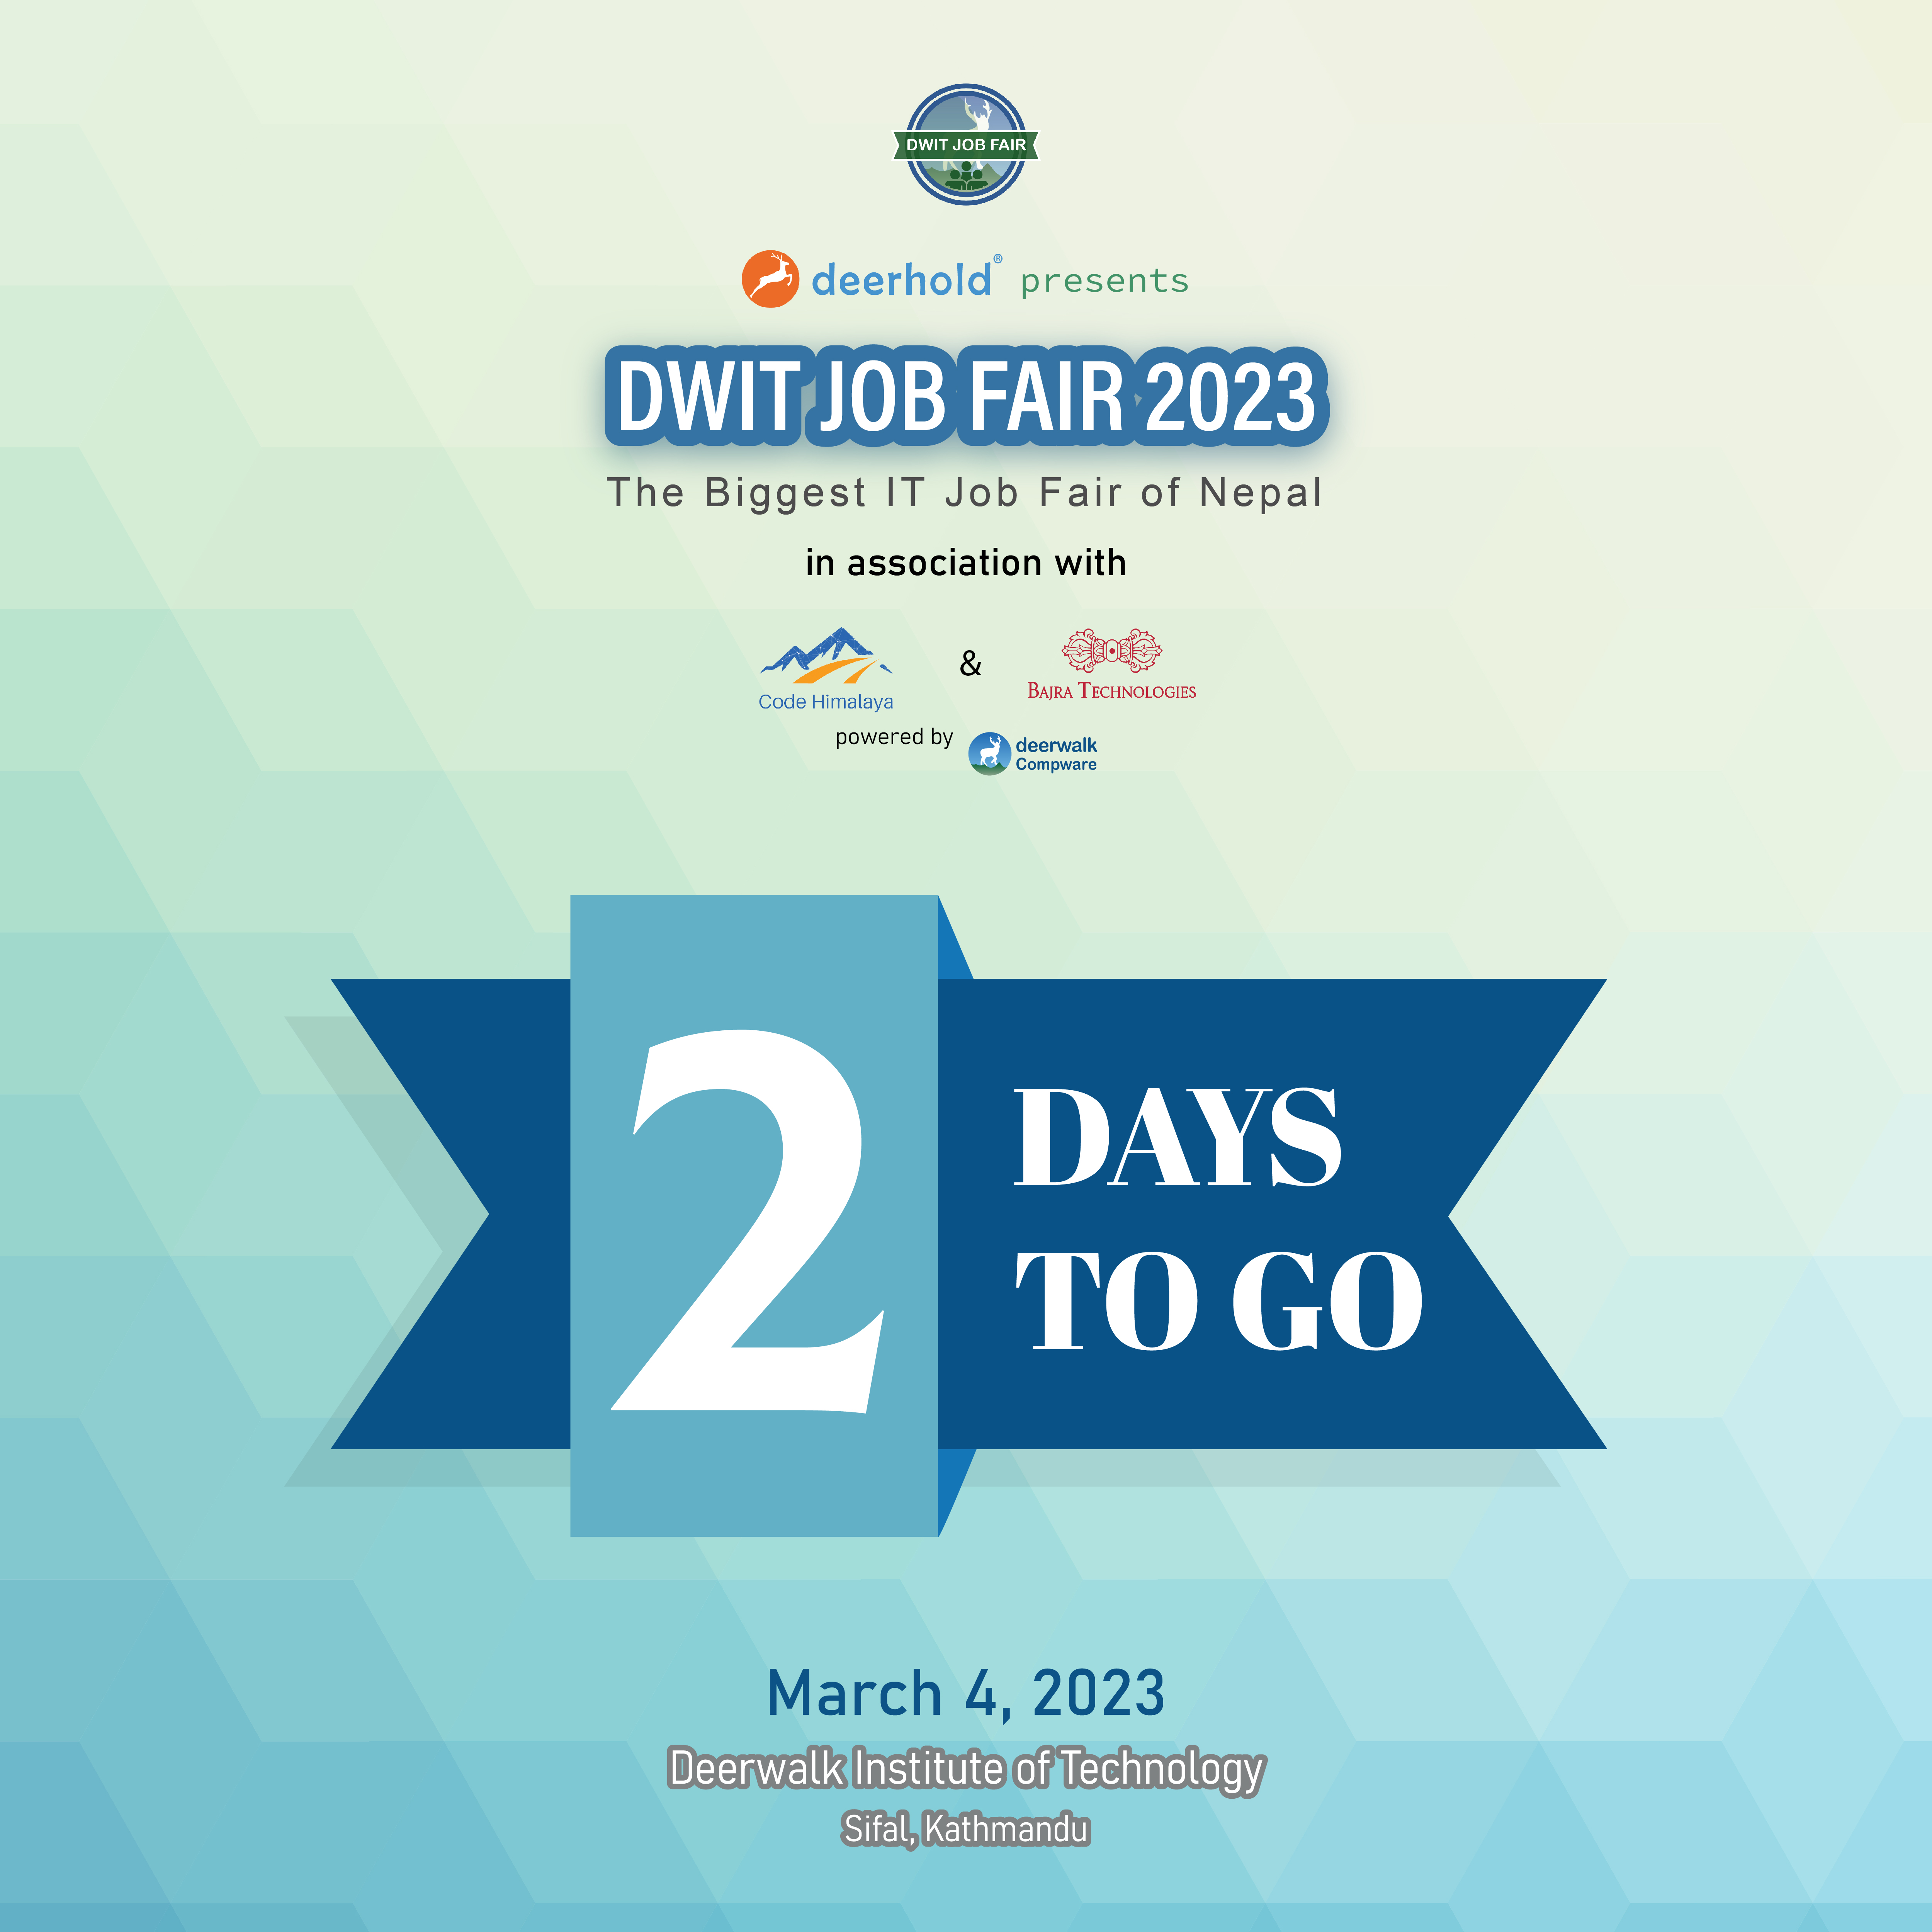 DWIT JOB FAIR
deerhold® presents
DWIT JOB FAIR 2023
The Biggest IT Job Fair of Nepal
in association with
Code Himalaya & BAJRA TECHNOLOGIES
powered by deerwalk
Compware
2 DAYS
TO GO
March 4, 2023
Deerwalk Institute of Technology
Sifal, Kathmandu